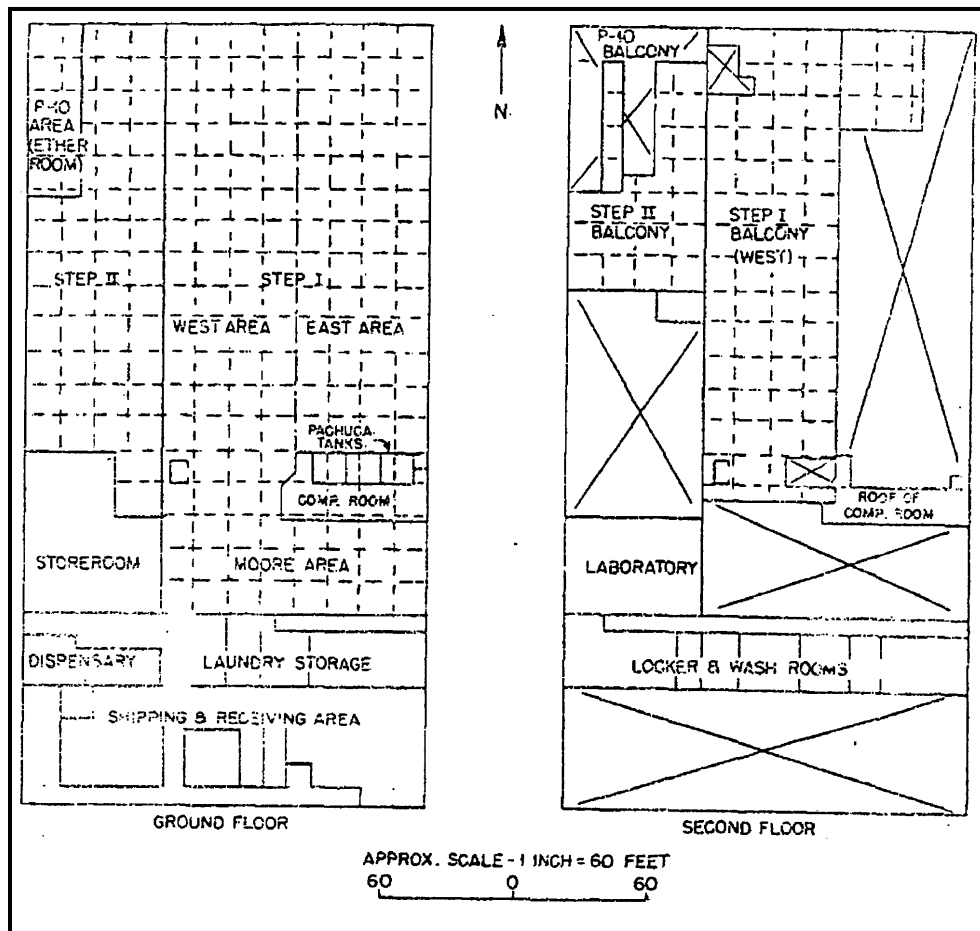 P-10
AREA
(ETHER
ROOM)
STEP II
STEP I
WEST AREA
EAST AREA
PACHUCA
TANKS
COMP. ROOM
STOREROOM
MOORE AREA
DISPENSARY
LAUNDRY STORAGE
SHIPPING & RECEIVING AREA
GROUND FLOOR
N
P-10
BALCONY
STEP II
BALCONY
STEP I
BALCONY
(WEST)
ROOF OF
COMP. ROOM
LABORATORY
LOCKER & WASH ROOMS
SECOND FLOOR
APPROX. SCALE - 1 INCH = 60 FEET
60 0 60